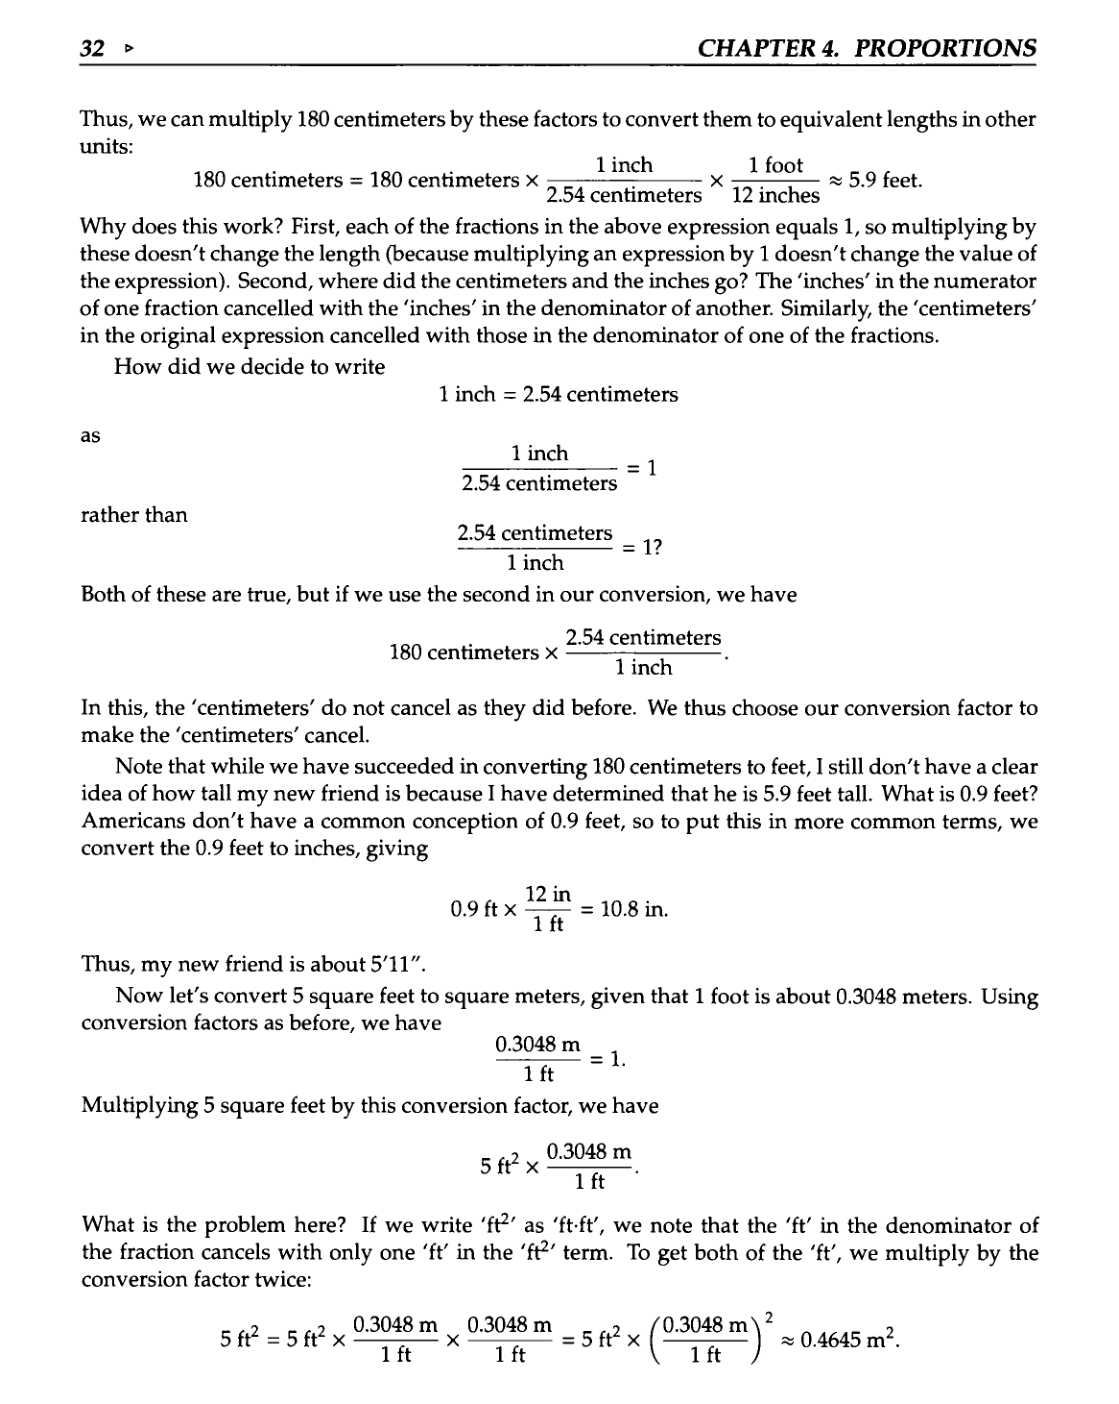 32 ▹ CHAPTER 4. PROPORTIONS
Thus, we can multiply 180 centimeters by these factors to convert them to equivalent lengths in other
units:
180 centimeters = 180 centimeters × 1 inch / 2.54 centimeters × 1 foot / 12 inches ≈ 5.9 feet.
Why does this work? First, each of the fractions in the above expression equals 1, so multiplying by
these doesn't change the length (because multiplying an expression by 1 doesn't change the value of
the expression). Second, where did the centimeters and the inches go? The 'inches' in the numerator
of one fraction cancelled with the 'inches' in the denominator of another. Similarly, the 'centimeters'
in the original expression cancelled with those in the denominator of one of the fractions.
How did we decide to write
1 inch = 2.54 centimeters
as
1 inch / 2.54 centimeters = 1
rather than
2.54 centimeters / 1 inch = 1?
Both of these are true, but if we use the second in our conversion, we have
180 centimeters × 2.54 centimeters / 1 inch.
In this, the 'centimeters' do not cancel as they did before. We thus choose our conversion factor to
make the 'centimeters' cancel.
Note that while we have succeeded in converting 180 centimeters to feet, I still don't have a clear
idea of how tall my new friend is because I have determined that he is 5.9 feet tall. What is 0.9 feet?
Americans don't have a common conception of 0.9 feet, so to put this in more common terms, we
convert the 0.9 feet to inches, giving
0.9 ft × 12 in / 1 ft = 10.8 in.
Thus, my new friend is about 5′11″.
Now let's convert 5 square feet to square meters, given that 1 foot is about 0.3048 meters. Using
conversion factors as before, we have
0.3048 m / 1 ft = 1.
Multiplying 5 square feet by this conversion factor, we have
5 ft² × 0.3048 m / 1 ft.
What is the problem here? If we write 'ft²' as 'ft·ft', we note that the 'ft' in the denominator of
the fraction cancels with only one 'ft' in the 'ft²' term. To get both of the 'ft', we multiply by the
conversion factor twice:
5 ft² = 5 ft² × 0.3048 m / 1 ft × 0.3048 m / 1 ft = 5 ft² × (0.3048 m / 1 ft)² ≈ 0.4645 m².